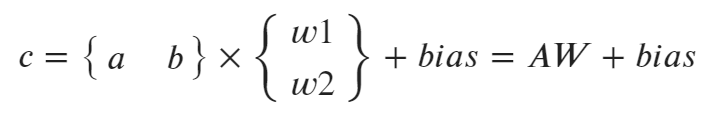 c = { a b } × { w1 w2 } + bias = AW + bias